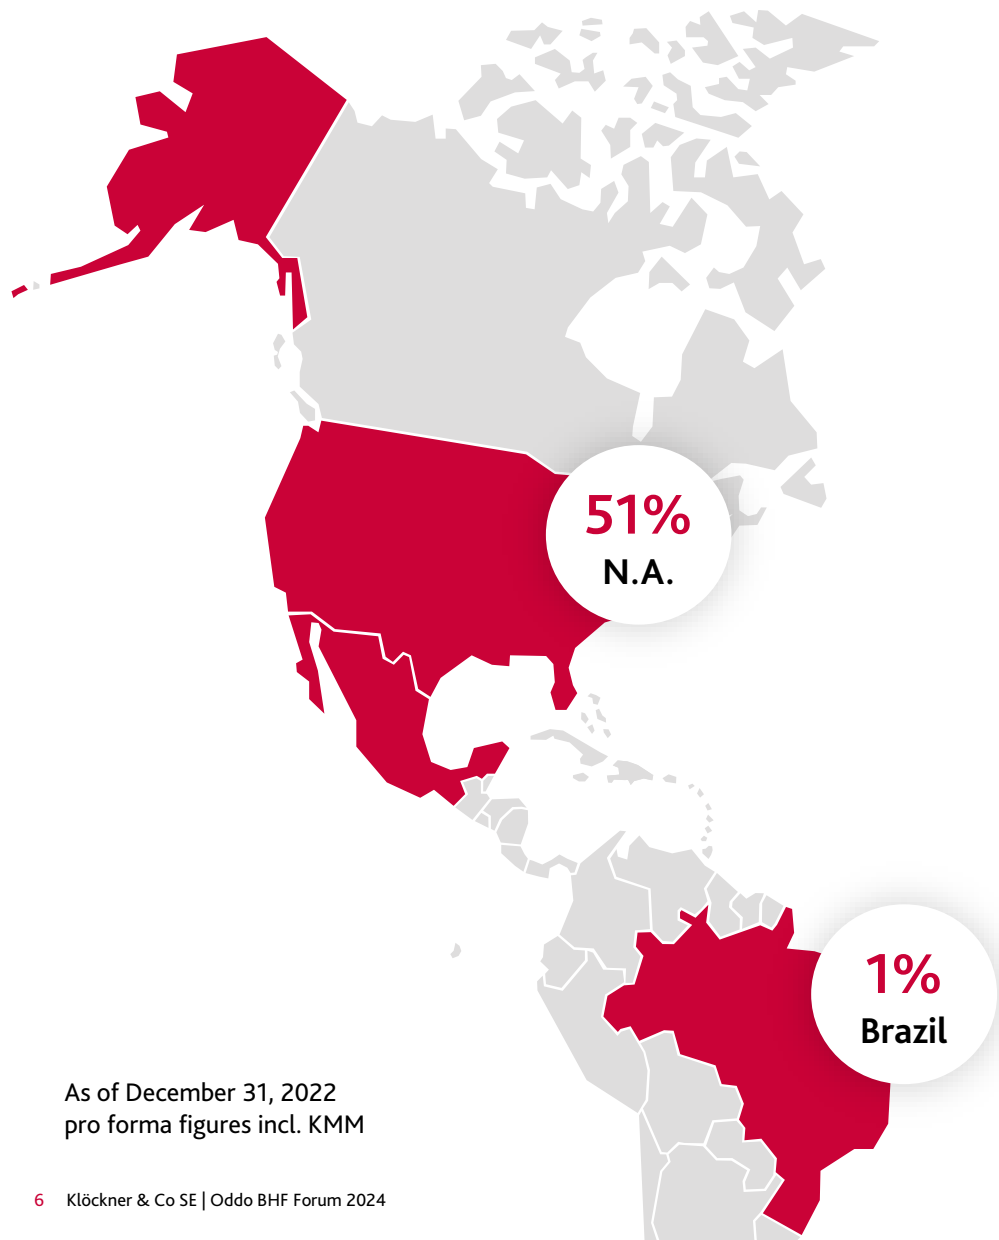 51%
N.A.
1%
Brazil
As of December 31, 2022
pro forma figures incl. KMM
6 Klöckner & Co SE | Oddo BHF Forum 2024